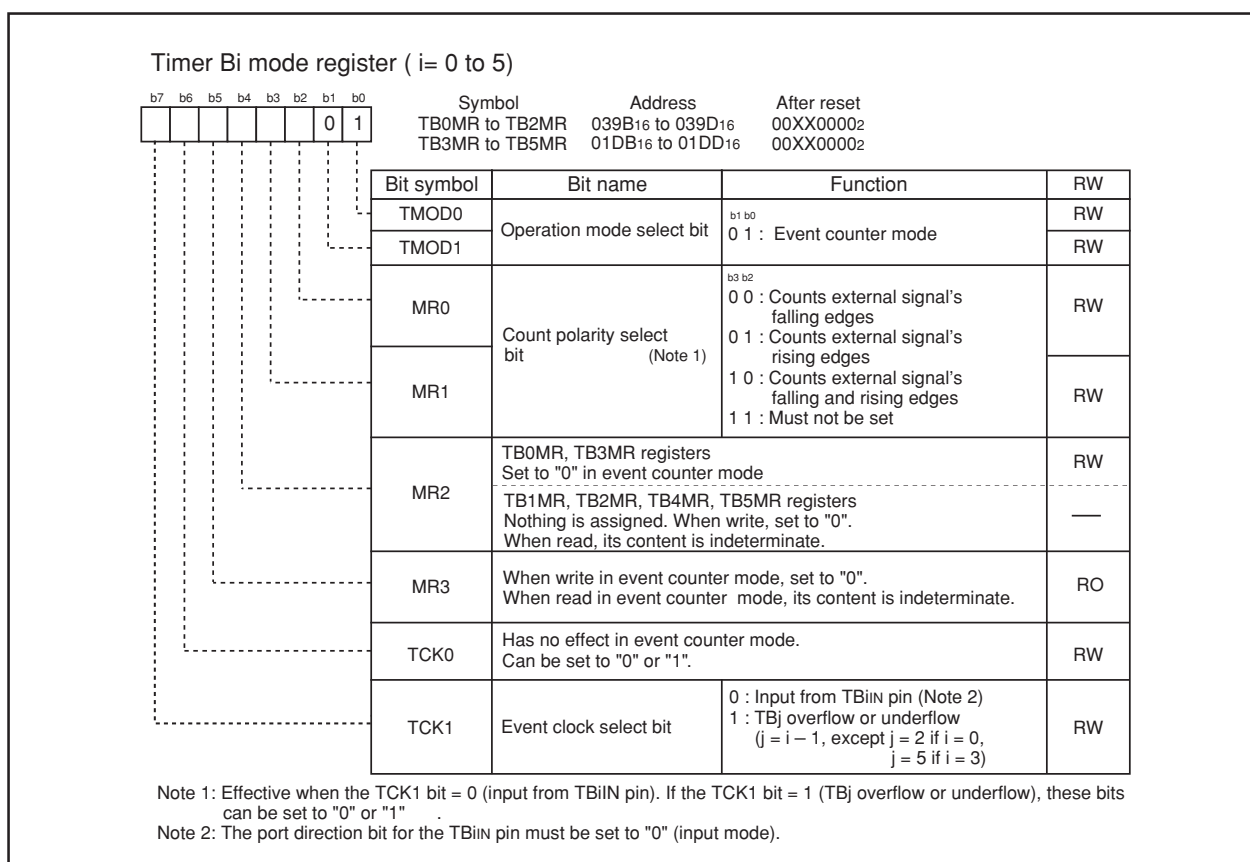 Timer Bi mode register ( i= 0 to 5)
b7 b6 b5 b4 b3 b2 b1 b0
0 1
Symbol Address After reset
TB0MR to TB2MR 039B16 to 039D16 00XX00002
TB3MR to TB5MR 01DB16 to 01DD16 00XX00002
Bit symbol Bit name Function RW
TMOD0 Operation mode select bit b1 b0 RW
TMOD1 0 1 : Event counter mode RW
MR0 Count polarity select bit (Note 1) b3 b2 RW
0 0 : Counts external signal's
falling edges
0 1 : Counts external signal's
rising edges
MR1 1 0 : Counts external signal's RW
falling and rising edges
1 1 : Must not be set
MR2 TB0MR, TB3MR registers RW
Set to "0" in event counter mode
TB1MR, TB2MR, TB4MR, TB5MR registers —
Nothing is assigned. When write, set to "0".
When read, its content is indeterminate.
MR3 When write in event counter mode, set to "0". RO
When read in event counter mode, its content is indeterminate.
TCK0 Has no effect in event counter mode. RW
Can be set to "0" or "1".
TCK1 Event clock select bit 0 : Input from TBiIN pin (Note 2) RW
1 : TBj overflow or underflow
(j = i – 1, except j = 2 if i = 0,
j = 5 if i = 3)
Note 1: Effective when the TCK1 bit = 0 (input from TBiIN pin). If the TCK1 bit = 1 (TBj overflow or underflow), these bits
can be set to "0" or "1" .
Note 2: The port direction bit for the TBiIN pin must be set to "0" (input mode).